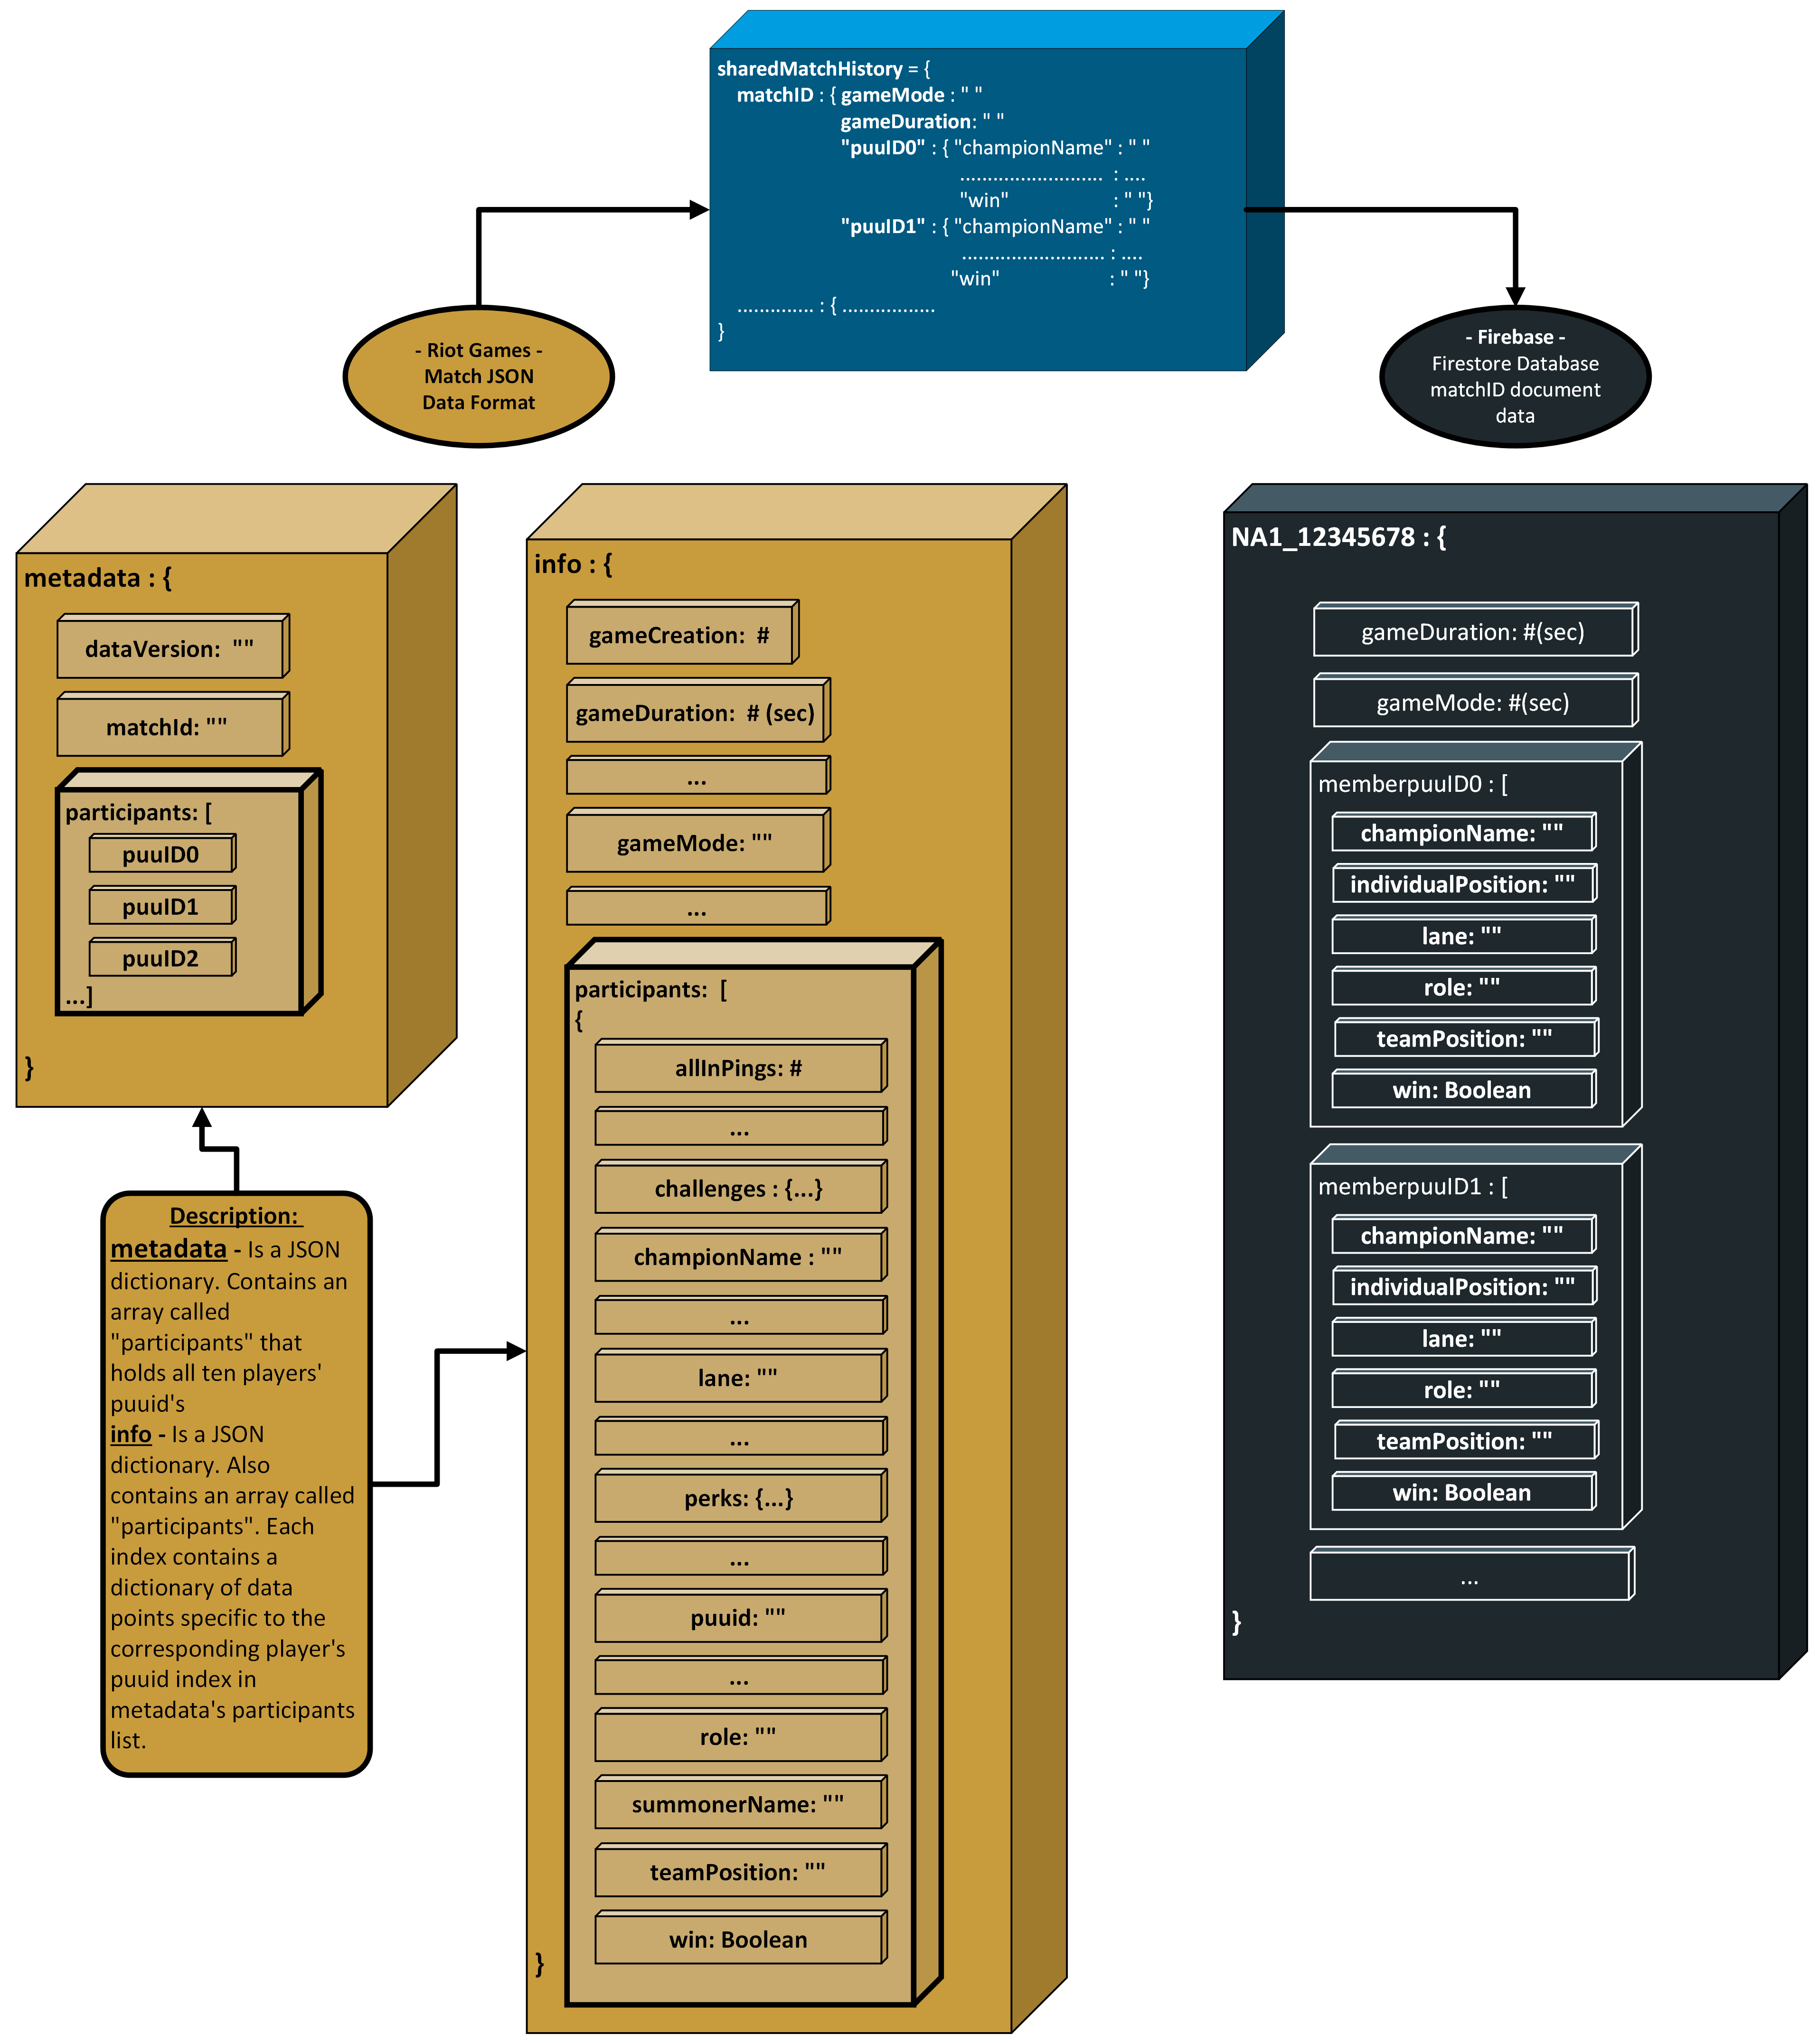 sharedMatchHistory = {
matchID : { gameMode : " "
gameDuration: " "
"puuID0" : { "championName" : " "
.......................... : ....
"win" : " "}
"puuID1" : { "championName" : " "
.......................... : ....
"win" : " "}
.............. : { .................
}
- Riot Games -
Match JSON
Data Format
- Firebase -
Firestore Database
matchID document
data
metadata : {
dataVersion: ""
matchId: ""
participants: [
puuID0
puuID1
puuID2
...]
}
Description:
metadata - Is a JSON
dictionary. Contains an
array called
"participants" that
holds all ten players'
puuid's
info - Is a JSON
dictionary. Also
contains an array called
"participants". Each
index contains a
dictionary of data
points specific to the
corresponding player's
puuid index in
metadata's participants
list.
info : {
gameCreation: #
gameDuration: # (sec)
...
gameMode: ""
...
participants: [
{
allInPings: #
...
challenges : {...}
championName : ""
...
lane: ""
...
perks: {...}
...
puuid: ""
...
role: ""
summonerName: ""
teamPosition: ""
win: Boolean
}
NA1_12345678 : {
gameDuration: #(sec)
gameMode: #(sec)
memberpuuID0 : [
championName: ""
individualPosition: ""
lane: ""
role: ""
teamPosition: ""
win: Boolean
memberpuuID1 : [
championName: ""
individualPosition: ""
lane: ""
role: ""
teamPosition: ""
win: Boolean
...
}